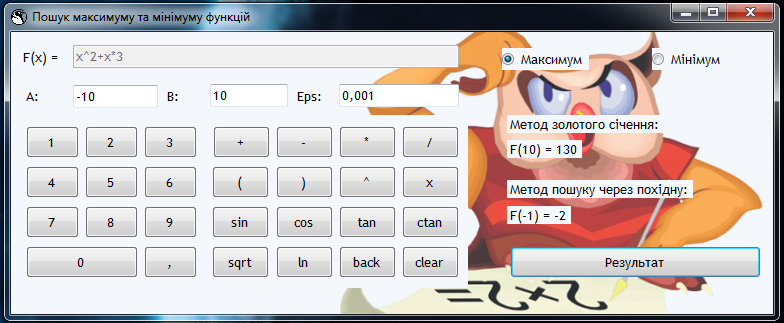 Пошук максимуму та мінімуму функцій
F(x) = x^2+x*3
Максимум Мінімум
A: -10 B: 10 Eps: 0,001
1 2 3 + - * /
Метод золотого січення:
F(10) = 130
4 5 6 ( ) ^ x
Метод пошуку через похідну:
7 8 9 sin cos tan ctan
F(-1) = -2
0 , sqrt ln back clear
Результат